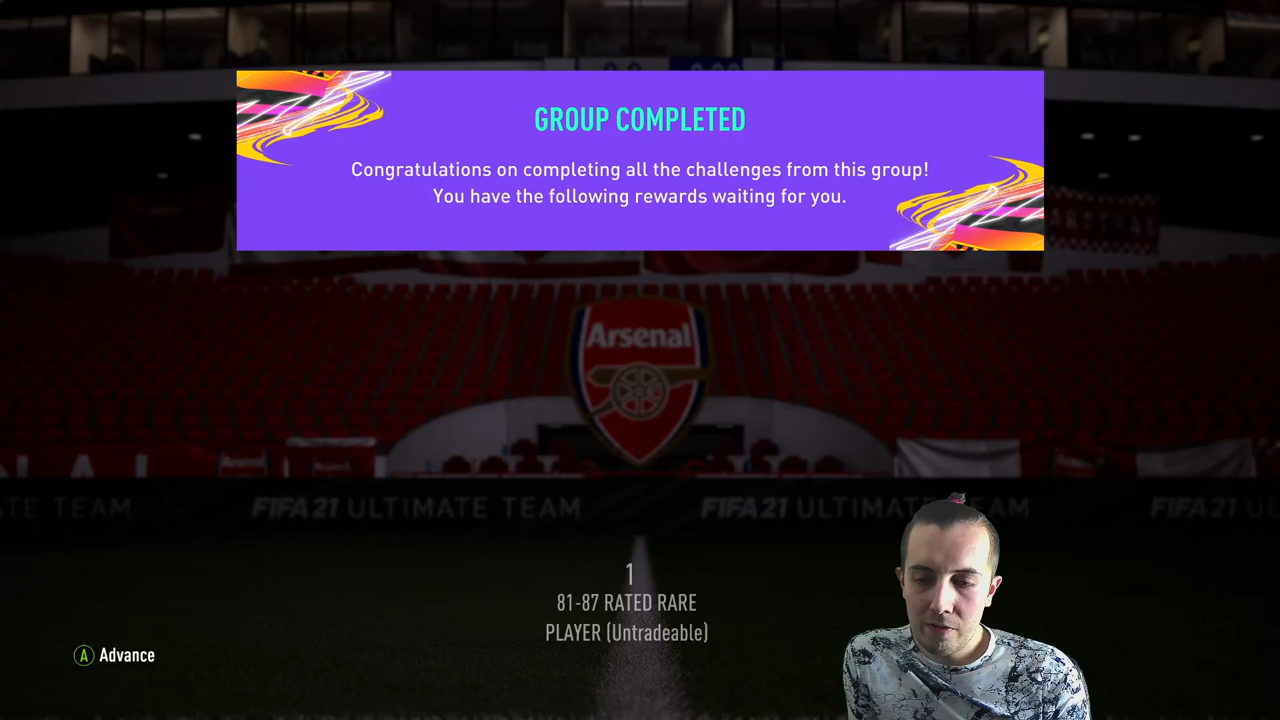 GROUP COMPLETED
Congratulations on completing all the challenges from this group!
You have the following rewards waiting for you.
Arsenal
FIFA 21 ULTIMATE TEAM
FIFA 21 ULTIMATE TEAM
1
81-87 RATED RARE
PLAYER (Untradeable)
A Advance